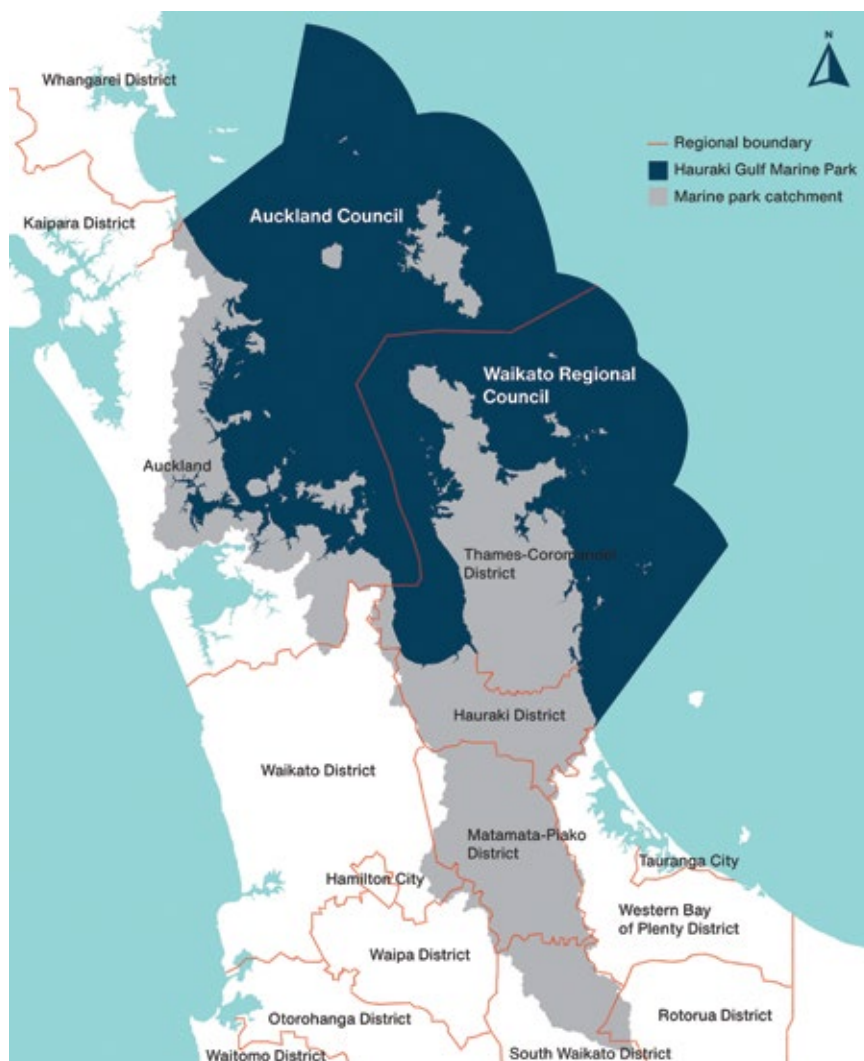 N
Whangarei District
Regional boundary
Hauraki Gulf Marine Park
Marine park catchment
Kaipara District
Auckland Council
Waikato Regional
Council
Auckland
Thames-Coromandel
District
Hauraki District
Waikato District
Matamata-Piako
District
Tauranga City
Hamilton City
Western Bay
of Plenty District
Waipa District
Otorohanga District
Rotorua District
Waitomo District
South Waikato District